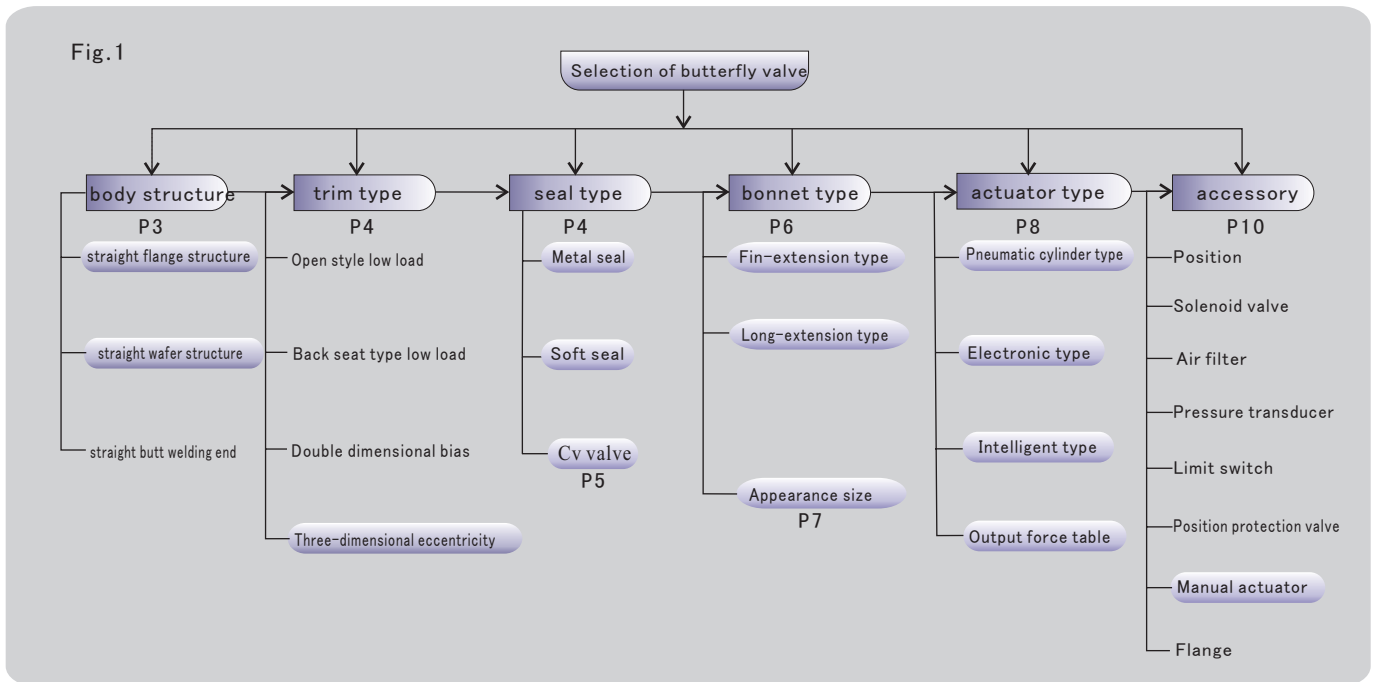 Fig.1
Selection of butterfly valve
body structure
trim type
seal type
bonnet type
actuator type
accessory
P3
P4
P4
P6
P8
P10
straight flange structure
straight wafer structure
straight butt welding end
Open style low load
Back seat type low load
Double dimensional bias
Three-dimensional eccentricity
Metal seal
Soft seal
Cv valve
P5
Fin-extension type
Long-extension type
Appearance size
P7
Pneumatic cylinder type
Electronic type
Intelligent type
Output force table
Position
Solenoid valve
Air filter
Pressure transducer
Limit switch
Position protection valve
Manual actuator
Flange